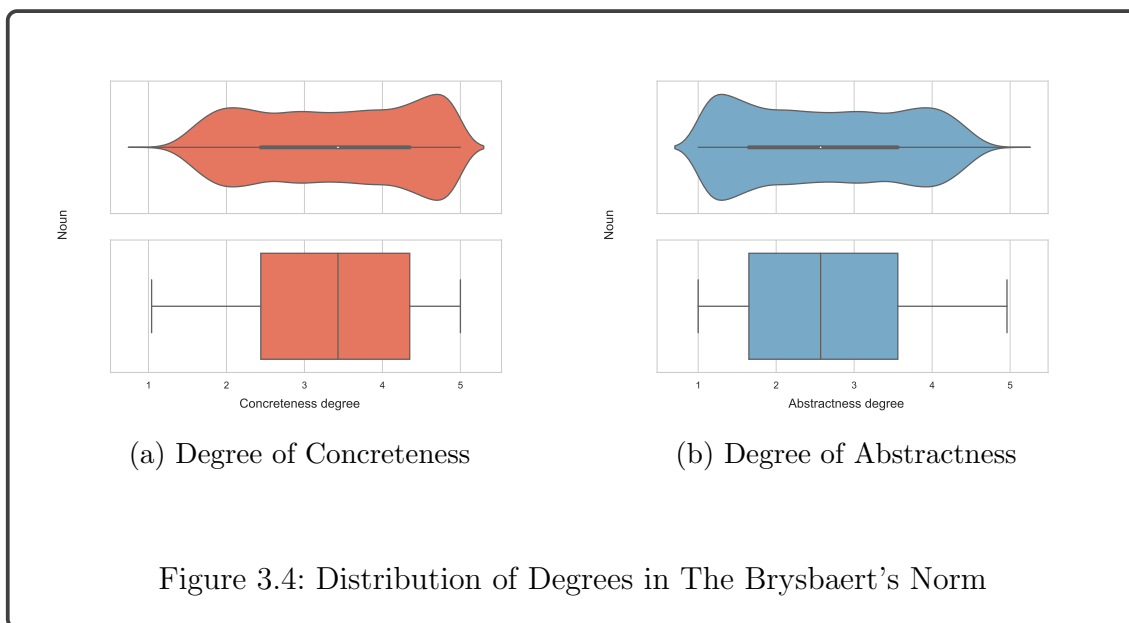 Noun
1 2 3 4 5
Concreteness degree
(a) Degree of Concreteness
Noun
1 2 3 4 5
Abstractness degree
(b) Degree of Abstractness
Figure 3.4: Distribution of Degrees in The Brysbaert's Norm